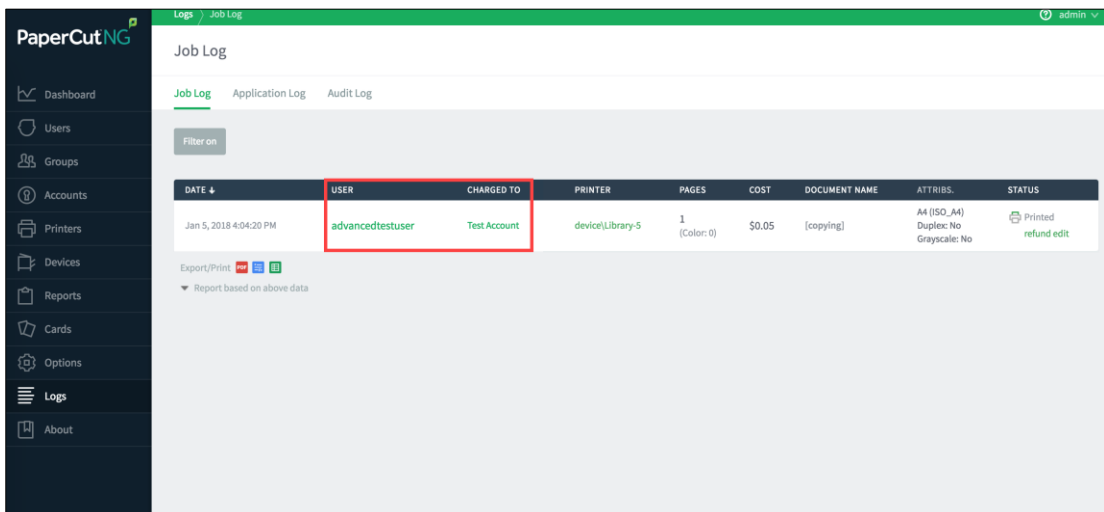 Logs > Job Log
admin
PaperCutNG
Job Log
Job Log Application Log Audit Log
Filter on
Dashboard
Users
Groups
Accounts
Printers
Devices
Reports
Cards
Options
Logs
About
DATE USER CHARGED TO PRINTER PAGES COST DOCUMENT NAME ATTRIBS. STATUS
Jan 5, 2018 4:04:20 PM advancedtestuser Test Account device\Library-5 1 $0.05 [copying] A4 (ISO_A4) Printed
(Color: 0) Duplex: No refund edit
Grayscale: No
Export/Print PDF
Report based on above data